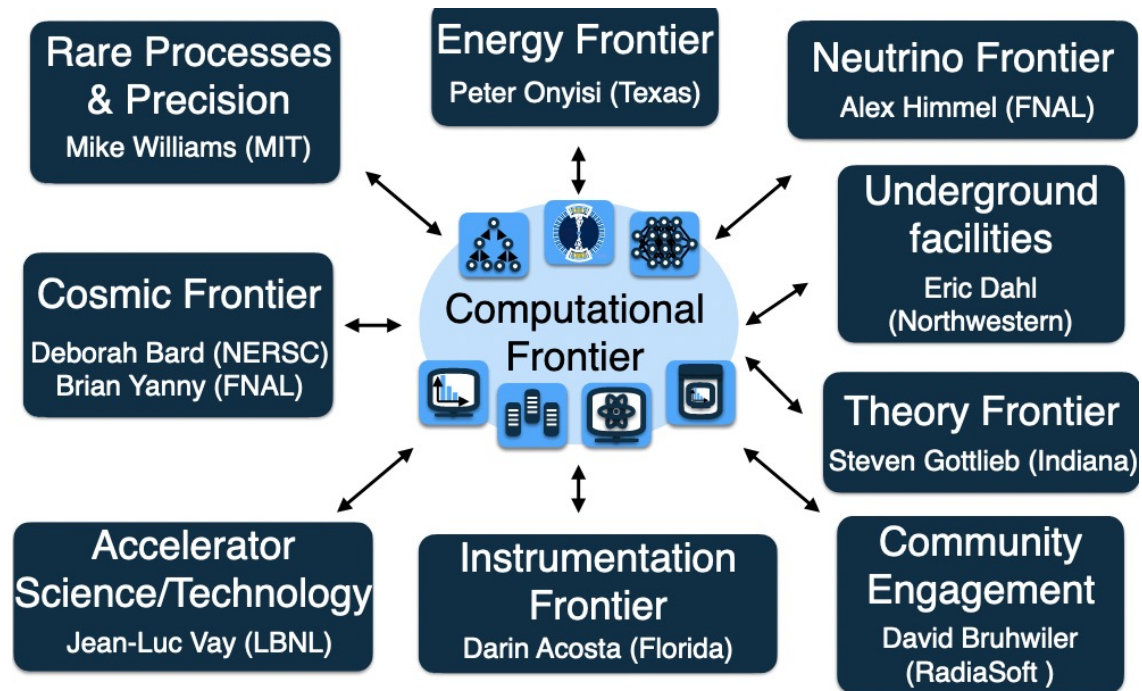 Rare Processes
& Precision
Mike Williams (MIT)
Energy Frontier
Peter Onyisi (Texas)
Neutrino Frontier
Alex Himmel (FNAL)
Underground
facilities
Eric Dahl
(Northwestern)
Cosmic Frontier
Deborah Bard (NERSC)
Brian Yanny (FNAL)
Computational
Frontier
Theory Frontier
Steven Gottlieb (Indiana)
Accelerator
Science/Technology
Jean-Luc Vay (LBNL)
Instrumentation
Frontier
Darin Acosta (Florida)
Community
Engagement
David Bruhwiler
(RadiaSoft )